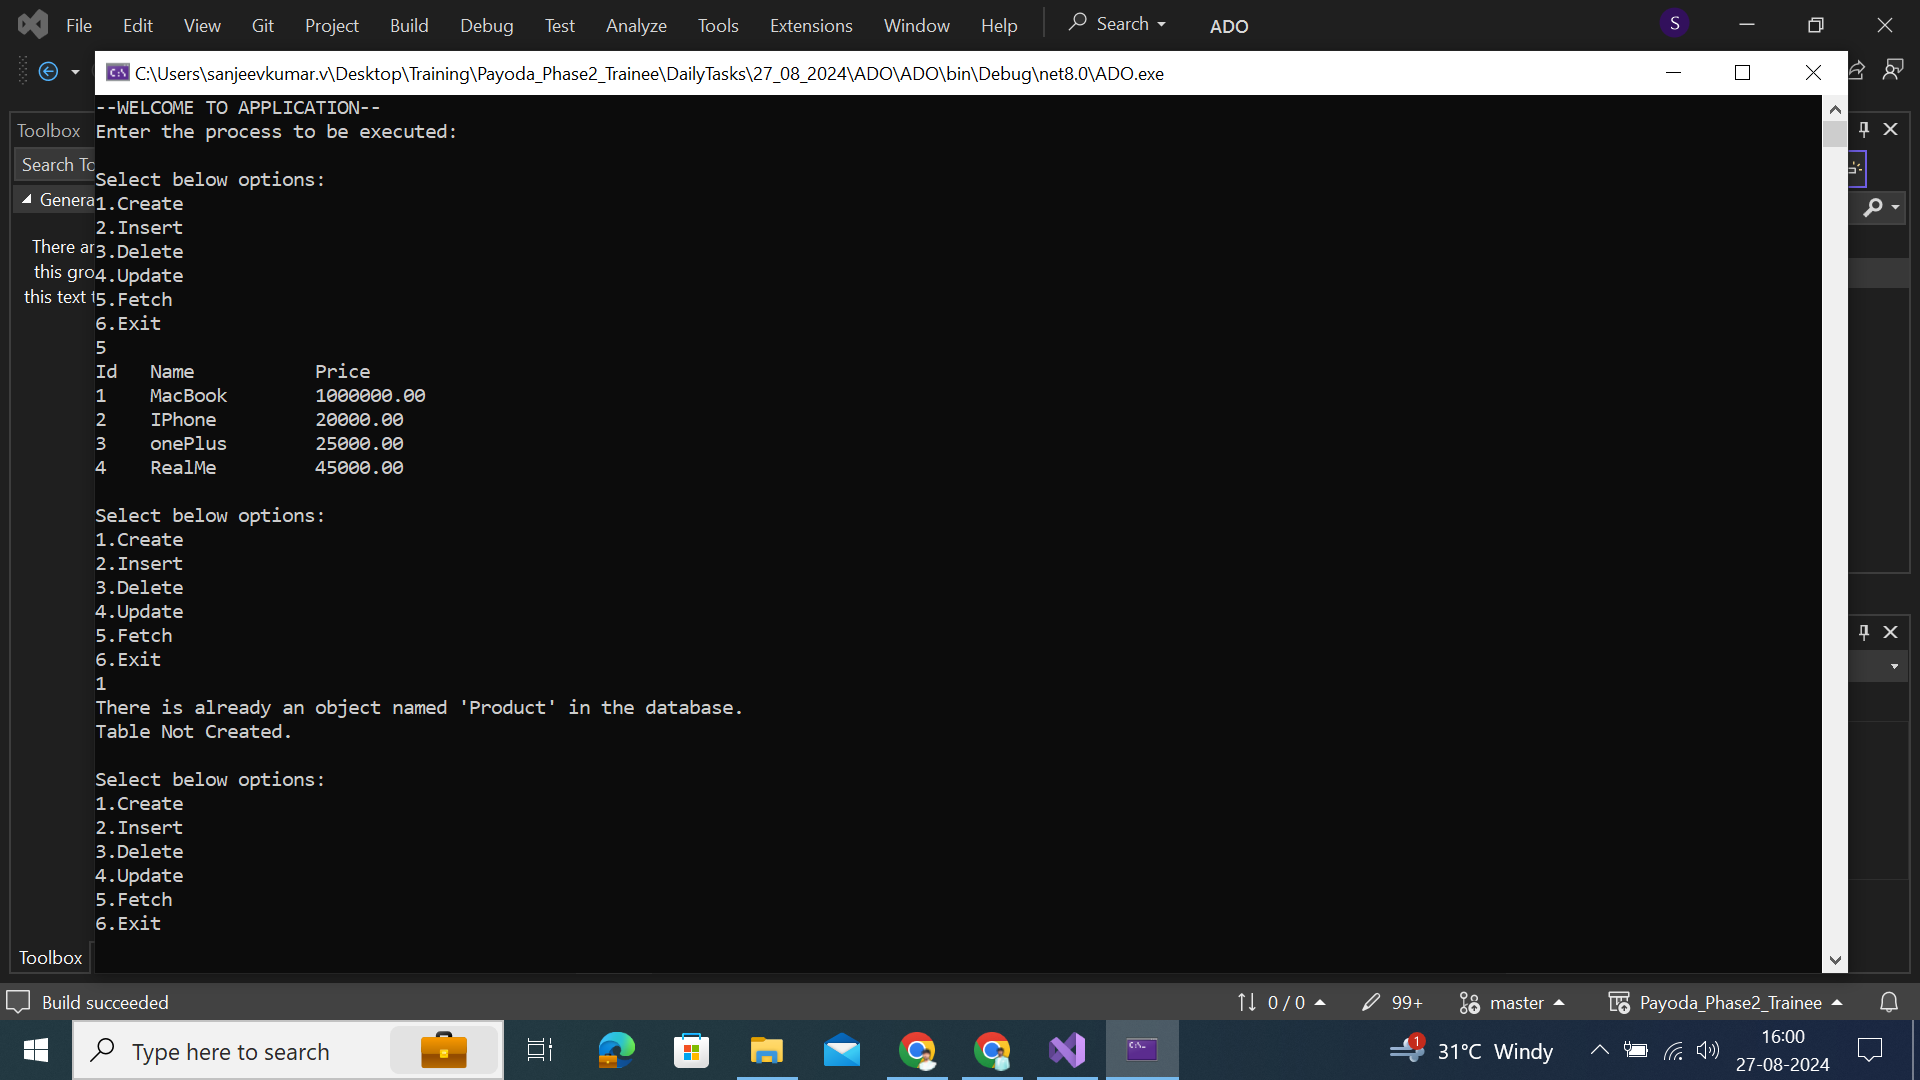 File Edit View Git Project Build Debug Test Analyze Tools Extensions Window Help Search ADO S
C:\Users\sanjeevkumar.v\Desktop\Training\Payoda_Phase2_Trainee\DailyTasks\27_08_2024\ADO\ADO\bin\Debug\net8.0\ADO.exe
Toolbox
Search To
Genera
There ar
this gro
this text t
--WELCOME TO APPLICATION--
Enter the process to be executed:
Select below options:
1.Create
2.Insert
3.Delete
4.Update
5.Fetch
6.Exit
5
Id Name Price
1 MacBook 1000000.00
2 IPhone 20000.00
3 onePlus 25000.00
4 RealMe 45000.00
Select below options:
1.Create
2.Insert
3.Delete
4.Update
5.Fetch
6.Exit
1
There is already an object named 'Product' in the database.
Table Not Created.
Select below options:
1.Create
2.Insert
3.Delete
4.Update
5.Fetch
6.Exit
Toolbox
Build succeeded 0 / 0 99+ master Payoda_Phase2_Trainee
Type here to search 1 31°C Windy 16:00
27-08-2024